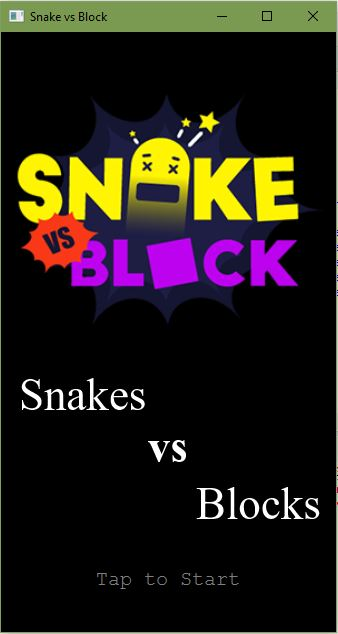 Snake vs Block
SNAKE
VS
BLOCK
Snakes
vs
Blocks
Tap to Start